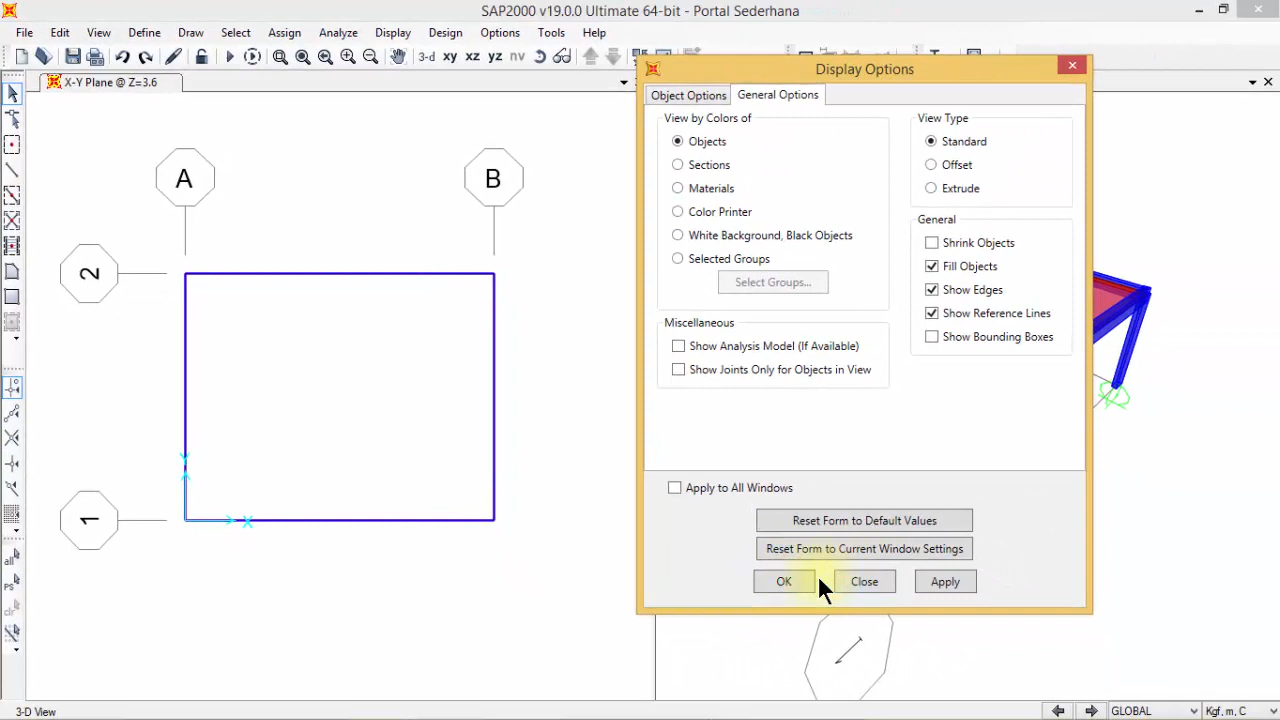 SAP2000 v19.0.0 Ultimate 64-bit - Portal Sederhana
File Edit View Define Draw Select Assign Analyze Display Design Options Tools Help
3-d xy xz yz nv
X-Y Plane @ Z=3.6
Display Options
Object Options General Options
View by Colors of
Objects
Sections
Materials
Color Printer
White Background, Black Objects
Selected Groups
Select Groups...
View Type
Standard
Offset
Extrude
General
Shrink Objects
Fill Objects
Show Edges
Show Reference Lines
Show Bounding Boxes
Miscellaneous
Show Analysis Model (If Available)
Show Joints Only for Objects in View
Apply to All Windows
Reset Form to Default Values
Reset Form to Current Window Settings
OK Close Apply
A B
2
1
Y
X
all
PS
clr
1
3-D View
GLOBAL
Kgf, m, C